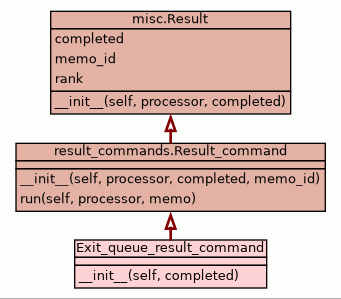 misc.Result
completed
memo_id
rank
__init__(self, processor, completed)
result_commands.Result_command
__init__(self, processor, completed, memo_id)
run(self, processor, memo)
Exit_queue_result_command
__init__(self, completed)